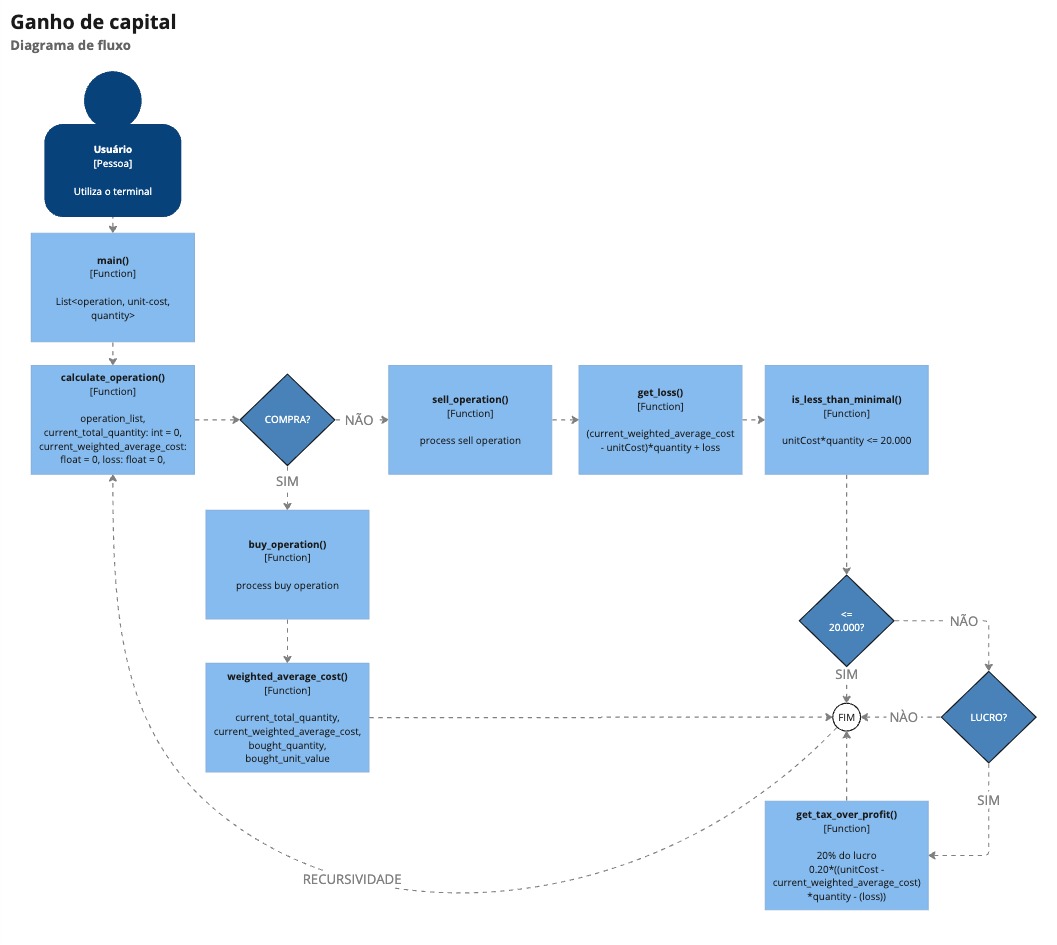 Ganho de capital
Diagrama de fluxo
Usuário
[Pessoa]
Utiliza o terminal
main()
[Function]
List<operation, unit-cost,
quantity>
calculate_operation()
[Function]
operation_list,
current_total_quantity: int = 0,
current_weighted_average_cost:
float = 0, loss: float = 0,
COMPRA?
NÃO
sell_operation()
[Function]
process sell operation
get_loss()
[Function]
(current_weighted_average_cost
- unitCost)*quantity + loss
is_less_than_minimal()
[Function]
unitCost*quantity <= 20.000
SIM
buy_operation()
[Function]
process buy operation
weighted_average_cost()
[Function]
current_total_quantity,
current_weighted_average_cost,
bought_quantity,
bought_unit_value
<=
20.000?
NÃO
SIM
FIM
NÀO
LUCRO?
SIM
get_tax_over_profit()
[Function]
20% do lucro
0.20*((unitCost -
current_weighted_average_cost)
*quantity - (loss))
RECURSIVIDADE